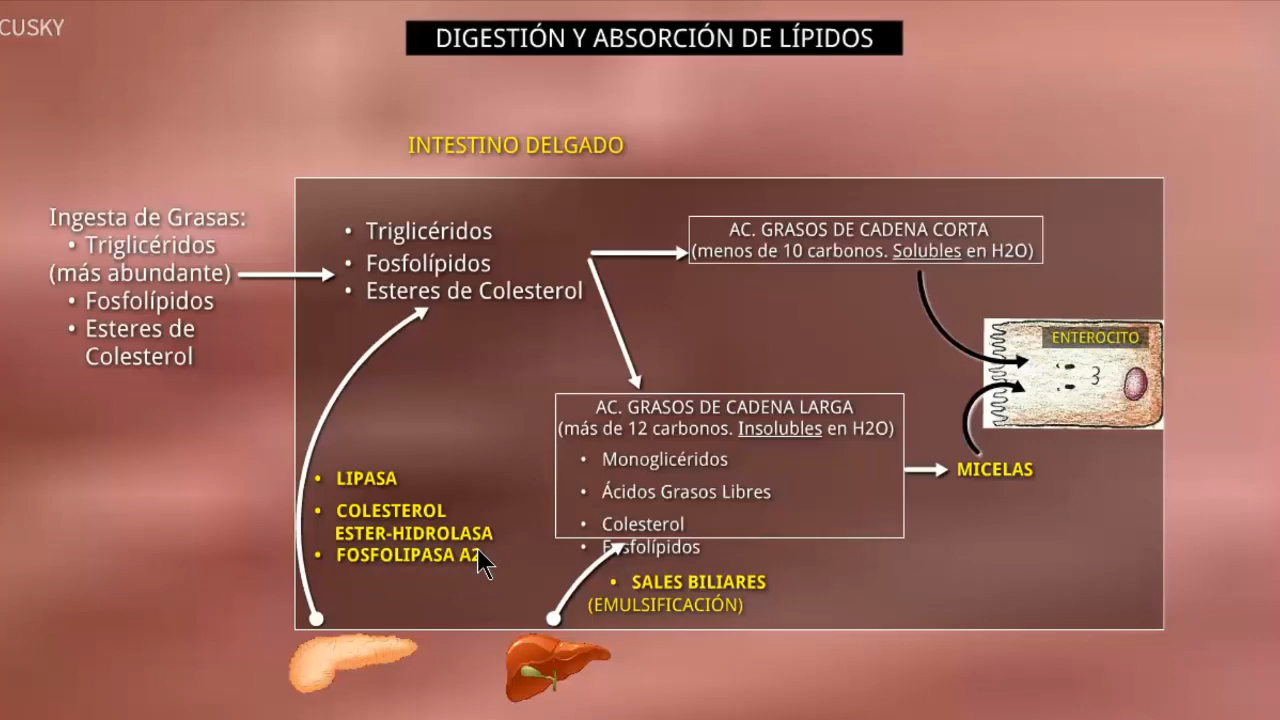 CUSKY
DIGESTIÓN Y ABSORCIÓN DE LÍPIDOS
INTESTINO DELGADO
Ingesta de Grasas:
• Triglicéridos
(más abundante)
• Fosfolípidos
• Esteres de
Colesterol
• Triglicéridos
• Fosfolípidos
• Esteres de Colesterol
AC. GRASOS DE CADENA CORTA
(menos de 10 carbonos. Solubles en H2O)
ENTEROCITO
AC. GRASOS DE CADENA LARGA
(más de 12 carbonos. Insolubles en H2O)
• Monoglicéridos
• Ácidos Grasos Libres
• Colesterol
• Fosfolípidos
MICELAS
• LIPASA
• COLESTEROL
ESTER-HIDROLASA
• FOSFOLIPASA A2
• SALES BILIARES
(EMULSIFICACIÓN)